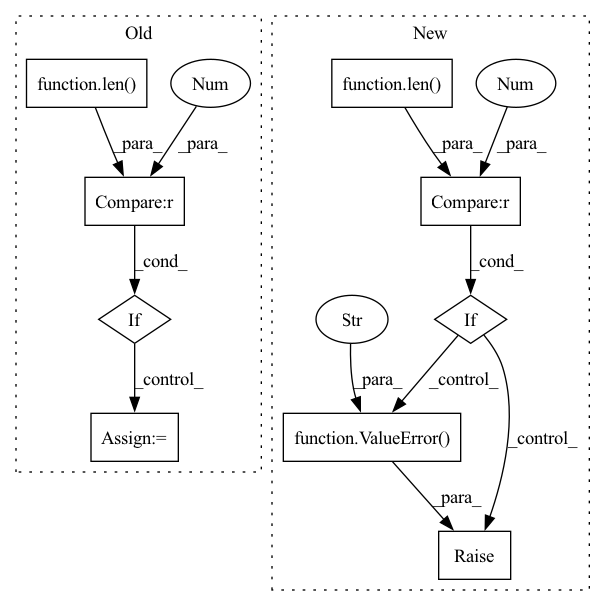 Old
New
function.len()
Num
function.len()
Num
_para_
_para_
_para_
_para_
Compare:r
Compare:r
_cond_
_cond_
If
Str
If
_control_
_para_
_control_
_control_
Assign:=
function.ValueError()
_para_
Raise